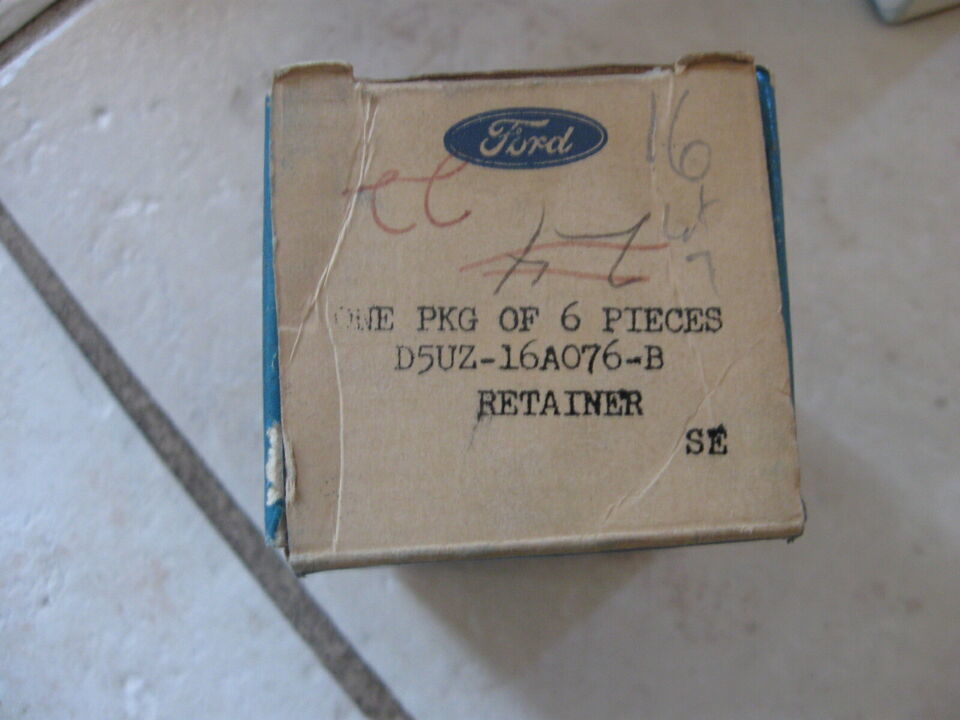 Ford
16
ONE PKG OF 6 PIECES
D5UZ-16A076-B
RETAINER
SE